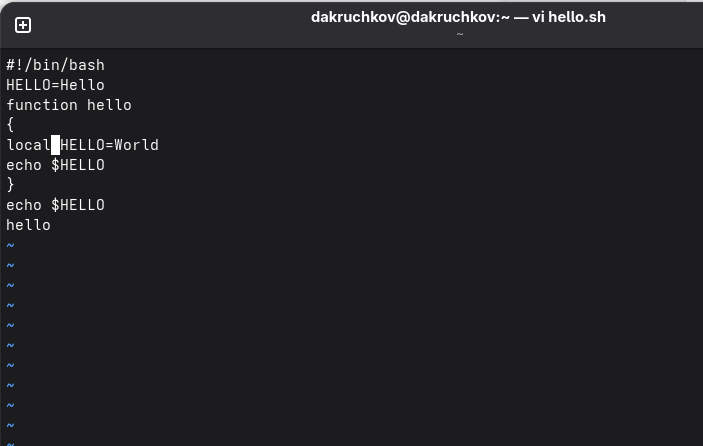 dakruchkov@dakruchkov:~ — vi hello.sh
~
#!/bin/bash
HELLO=Hello
function hello
{
local HELLO=World
echo $HELLO
}
echo $HELLO
hello
~
~
~
~
~
~
~
~
~
~
~